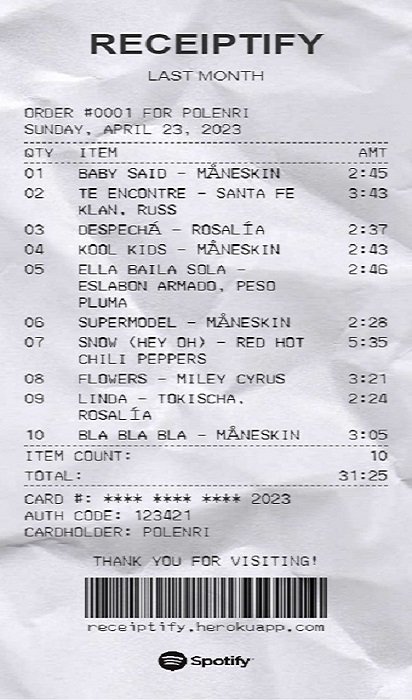 RECEIPTIFY
LAST MONTH
ORDER #0001 FOR POLENRI
SUNDAY, APRIL 23, 2023
QTY ITEM AMT
01 BABY SAID - MÅNESKIN 2:45
02 TE ENCONTRE - SANTA FE 3:43
KLAN, RUSS
03 DESPECHÁ - ROSALÍA 2:37
04 KOOL KIDS - MÅNESKIN 2:43
05 ELLA BAILA SOLA - 2:46
ESLABON ARMADO, PESO
PLUMA
06 SUPERMODEL - MÅNESKIN 2:28
07 SNOW (HEY OH) - RED HOT 5:35
CHILI PEPPERS
08 FLOWERS - MILEY CYRUS 3:21
09 LINDA - TOKISCHA, 2:24
ROSALÍA
10 BLA BLA BLA - MÅNESKIN 3:05
ITEM COUNT: 10
TOTAL: 31:25
CARD #: **** **** **** 2023
AUTH CODE: 123421
CARDHOLDER: POLENRI
THANK YOU FOR VISITING!
receiptify.herokuapp.com
Spotify